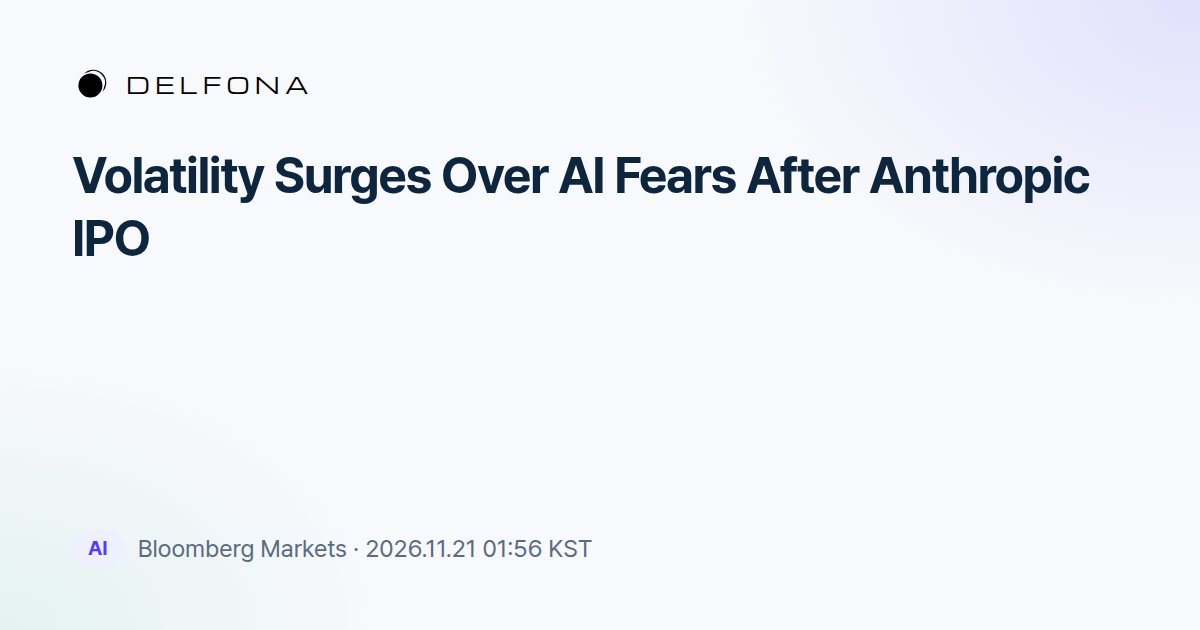 DELFONA
Volatility Surges Over AI Fears After Anthropic
IPO
AI Bloomberg Markets · 2026.11.21 01:56 KST